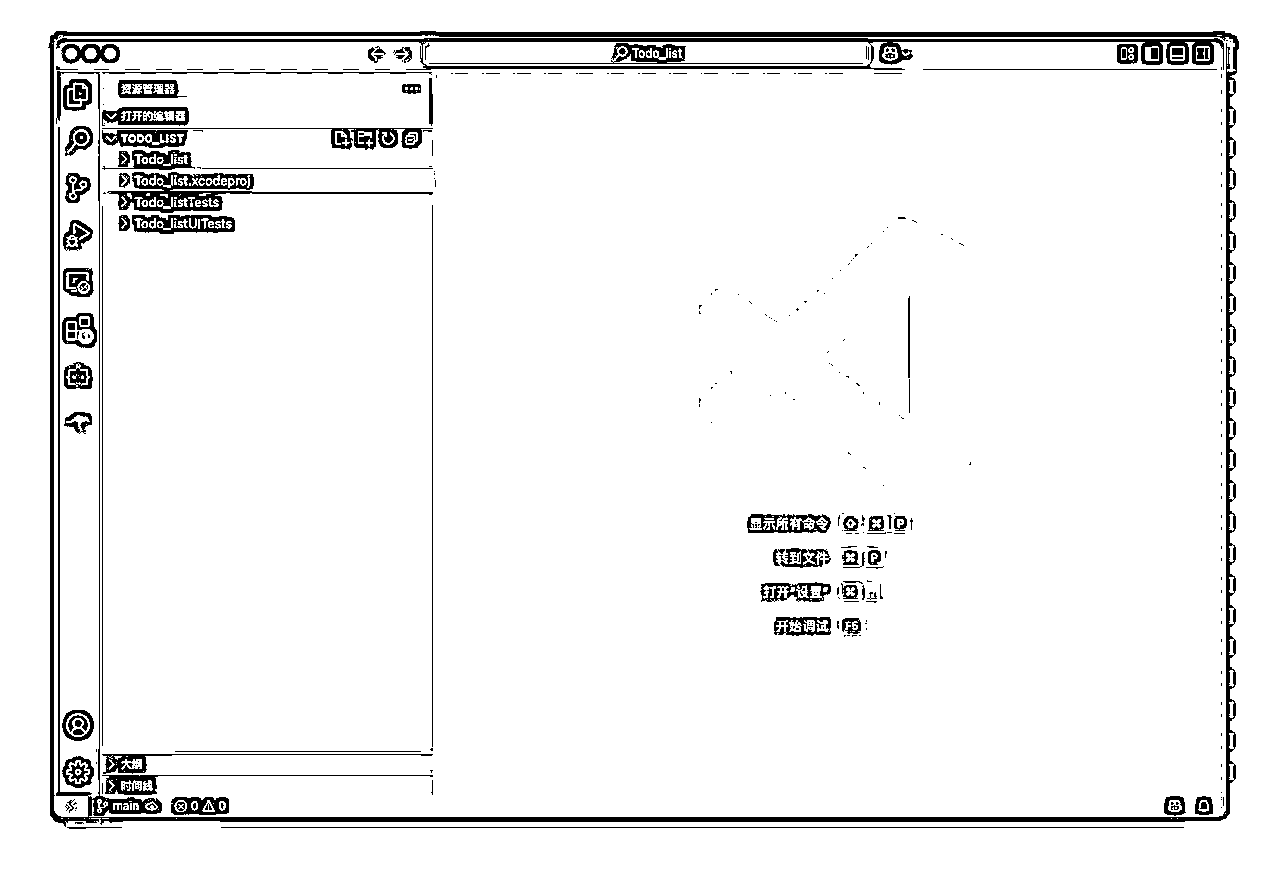 Todo_list
资源管理器
打开的编辑器
TODO_LIST
Todo_list
Todo_list.xcodeproj
Todo_listTests
Todo_listUITests
显示所有命令 ⇧ ⌘ P
转到文件 ⌘ P
打开“设置” ⌘ ,
开始调试 F5
大纲
时间线
main 0 0